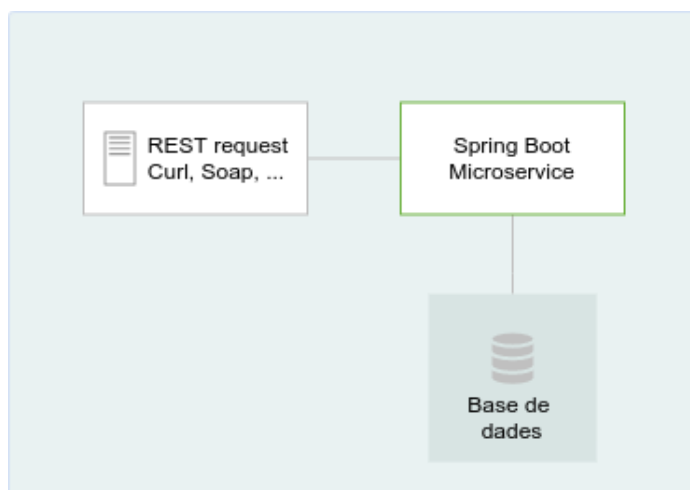 REST request
Curl, Soap, ...
Spring Boot
Microservice
Base de
dades